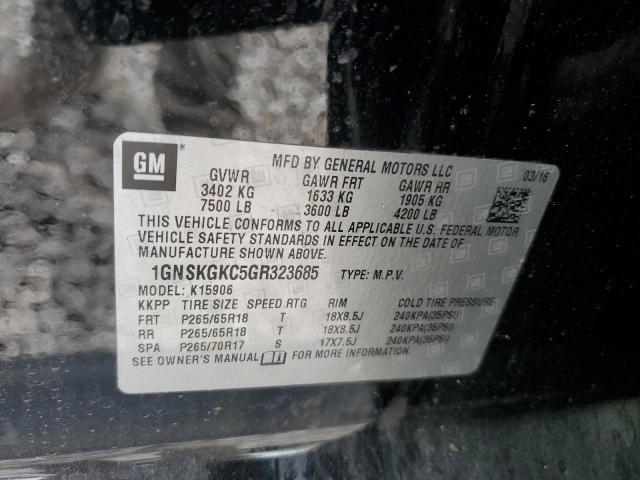 GM
MFD BY GENERAL MOTORS LLC 03/16
GVWR GAWR FRT GAWR RR
3402 KG 1633 KG 1905 KG
7500 LB 3600 LB 4200 LB
THIS VEHICLE CONFORMS TO ALL APPLICABLE U.S. FEDERAL MOTOR
VEHICLE SAFETY STANDARDS IN EFFECT ON THE DATE OF
MANUFACTURE SHOWN ABOVE.
1GNSKGKC5GR323685 TYPE: M.P.V.
MODEL: K15906
KKPP TIRE SIZE SPEED RTG RIM COLD TIRE PRESSURE
FRT P265/65R18 T 18X8.5J 240KPA(35PSI)
RR P265/65R18 T 18X8.5J 240KPA(35PSI)
SPA P265/70R17 S 17X7.5J 240KPA(35PSI)
SEE OWNER'S MANUAL FOR MORE INFORMATION.